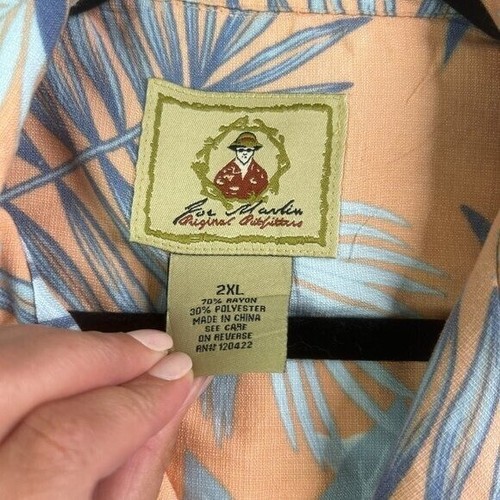 Joe Marlin
Original Outfitters
2XL
70% RAYON
30% POLYESTER
MADE IN CHINA
SEE CARE
ON REVERSE
RN# 120422